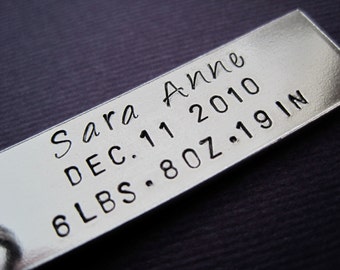 Sara Anne
DEC.11 2010
6LBS.8OZ.19IN